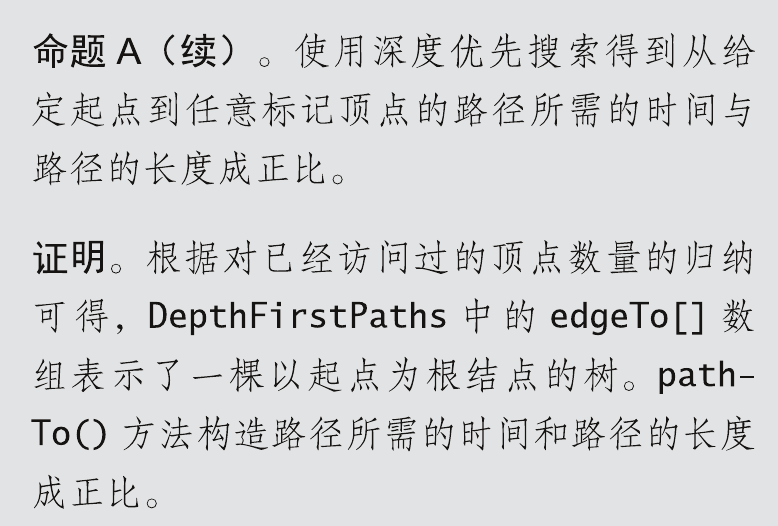 命题 A（续）。使用深度优先搜索得到从给
定起点到任意标记顶点的路径所需的时间与
路径的长度成正比。
证明。根据对已经访问过的顶点数量的归纳
可得，DepthFirstPaths 中的 edgeTo[] 数
组表示了一棵以起点为根结点的树。path-
To() 方法构造路径所需的时间和路径的长度
成正比。